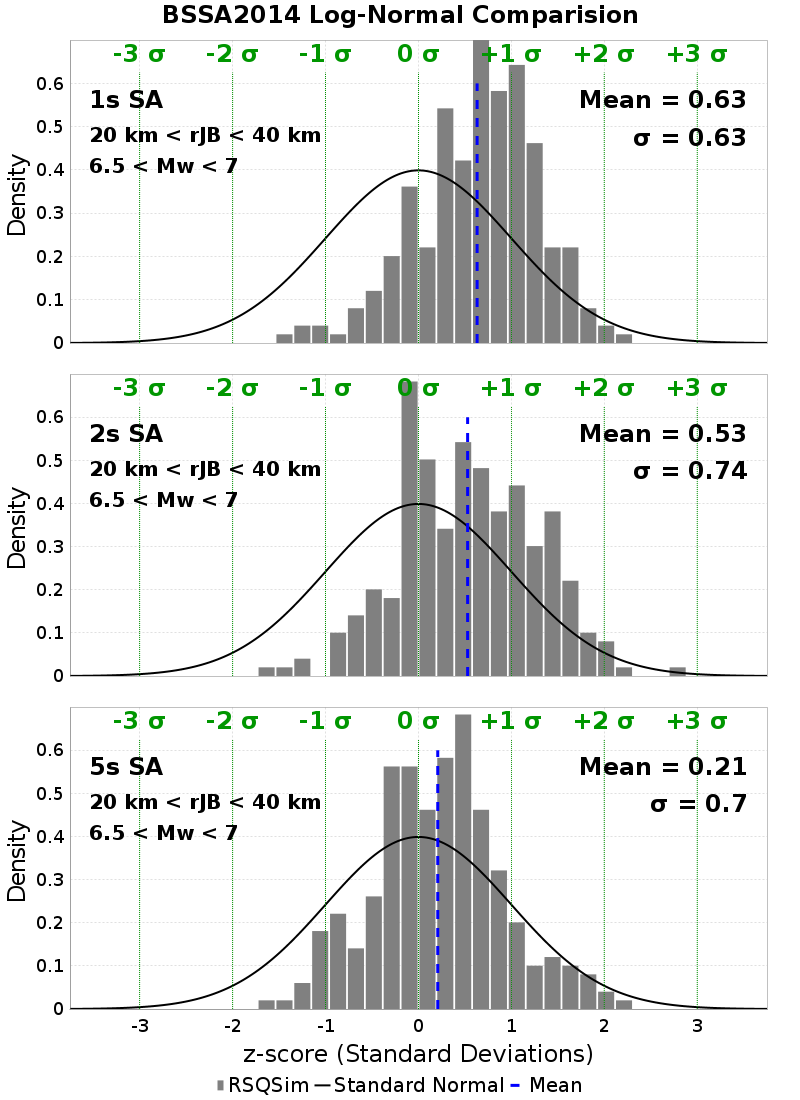 BSSA2014 Log-Normal Comparision
-3 σ -2 σ -1 σ 0 σ +1 σ +2 σ +3 σ
1s SA
20 km < rJB < 40 km
6.5 < Mw < 7
Mean = 0.63
σ = 0.63
Density
0.6
0.5
0.4
0.3
0.2
0.1
0
-3 σ -2 σ -1 σ 0 σ +1 σ +2 σ +3 σ
2s SA
20 km < rJB < 40 km
6.5 < Mw < 7
Mean = 0.53
σ = 0.74
Density
0.6
0.5
0.4
0.3
0.2
0.1
0
-3 σ -2 σ -1 σ 0 σ +1 σ +2 σ +3 σ
5s SA
20 km < rJB < 40 km
6.5 < Mw < 7
Mean = 0.21
σ = 0.7
Density
0.6
0.5
0.4
0.3
0.2
0.1
0
-3 -2 -1 0 1 2 3
z-score (Standard Deviations)
RSQSim Standard Normal Mean